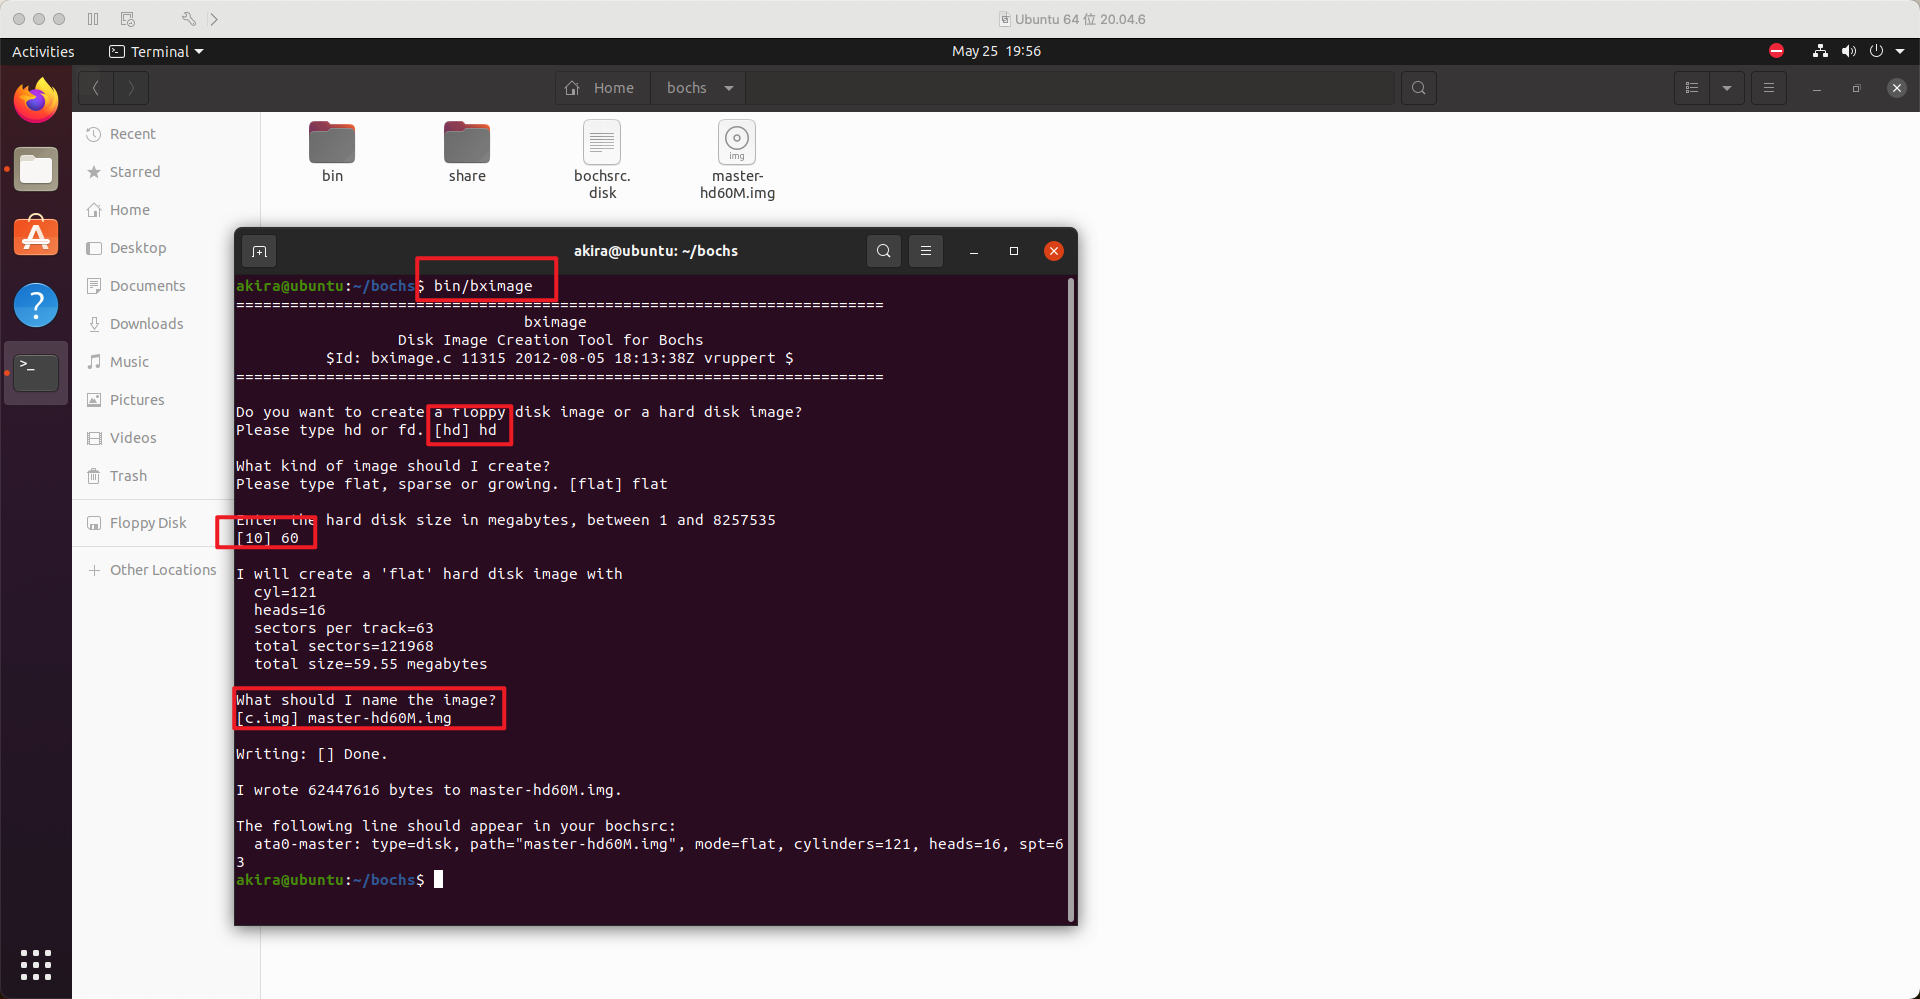 Ubuntu 64 位 20.04.6
Activities
Terminal
May 25 19:56
Home
bochs
Recent
Starred
Home
Desktop
Documents
Downloads
Music
Pictures
Videos
Trash
Floppy Disk
Other Locations
bin
share
bochsrc.
disk
img
master-
hd60M.img
akira@ubuntu: ~/bochs
akira@ubuntu:~/bochs$ bin/bximage
========================================================================
bximage
Disk Image Creation Tool for Bochs
$Id: bximage.c 11315 2012-08-05 18:13:38Z vruppert $
========================================================================
Do you want to create a floppy disk image or a hard disk image?
Please type hd or fd. [hd] hd
What kind of image should I create?
Please type flat, sparse or growing. [flat] flat
Enter the hard disk size in megabytes, between 1 and 8257535
[10] 60
I will create a 'flat' hard disk image with
cyl=121
heads=16
sectors per track=63
total sectors=121968
total size=59.55 megabytes
What should I name the image?
[c.img] master-hd60M.img
Writing: [] Done.
I wrote 62447616 bytes to master-hd60M.img.
The following line should appear in your bochsrc:
ata0-master: type=disk, path="master-hd60M.img", mode=flat, cylinders=121, heads=16, spt=6
3
akira@ubuntu:~/bochs$